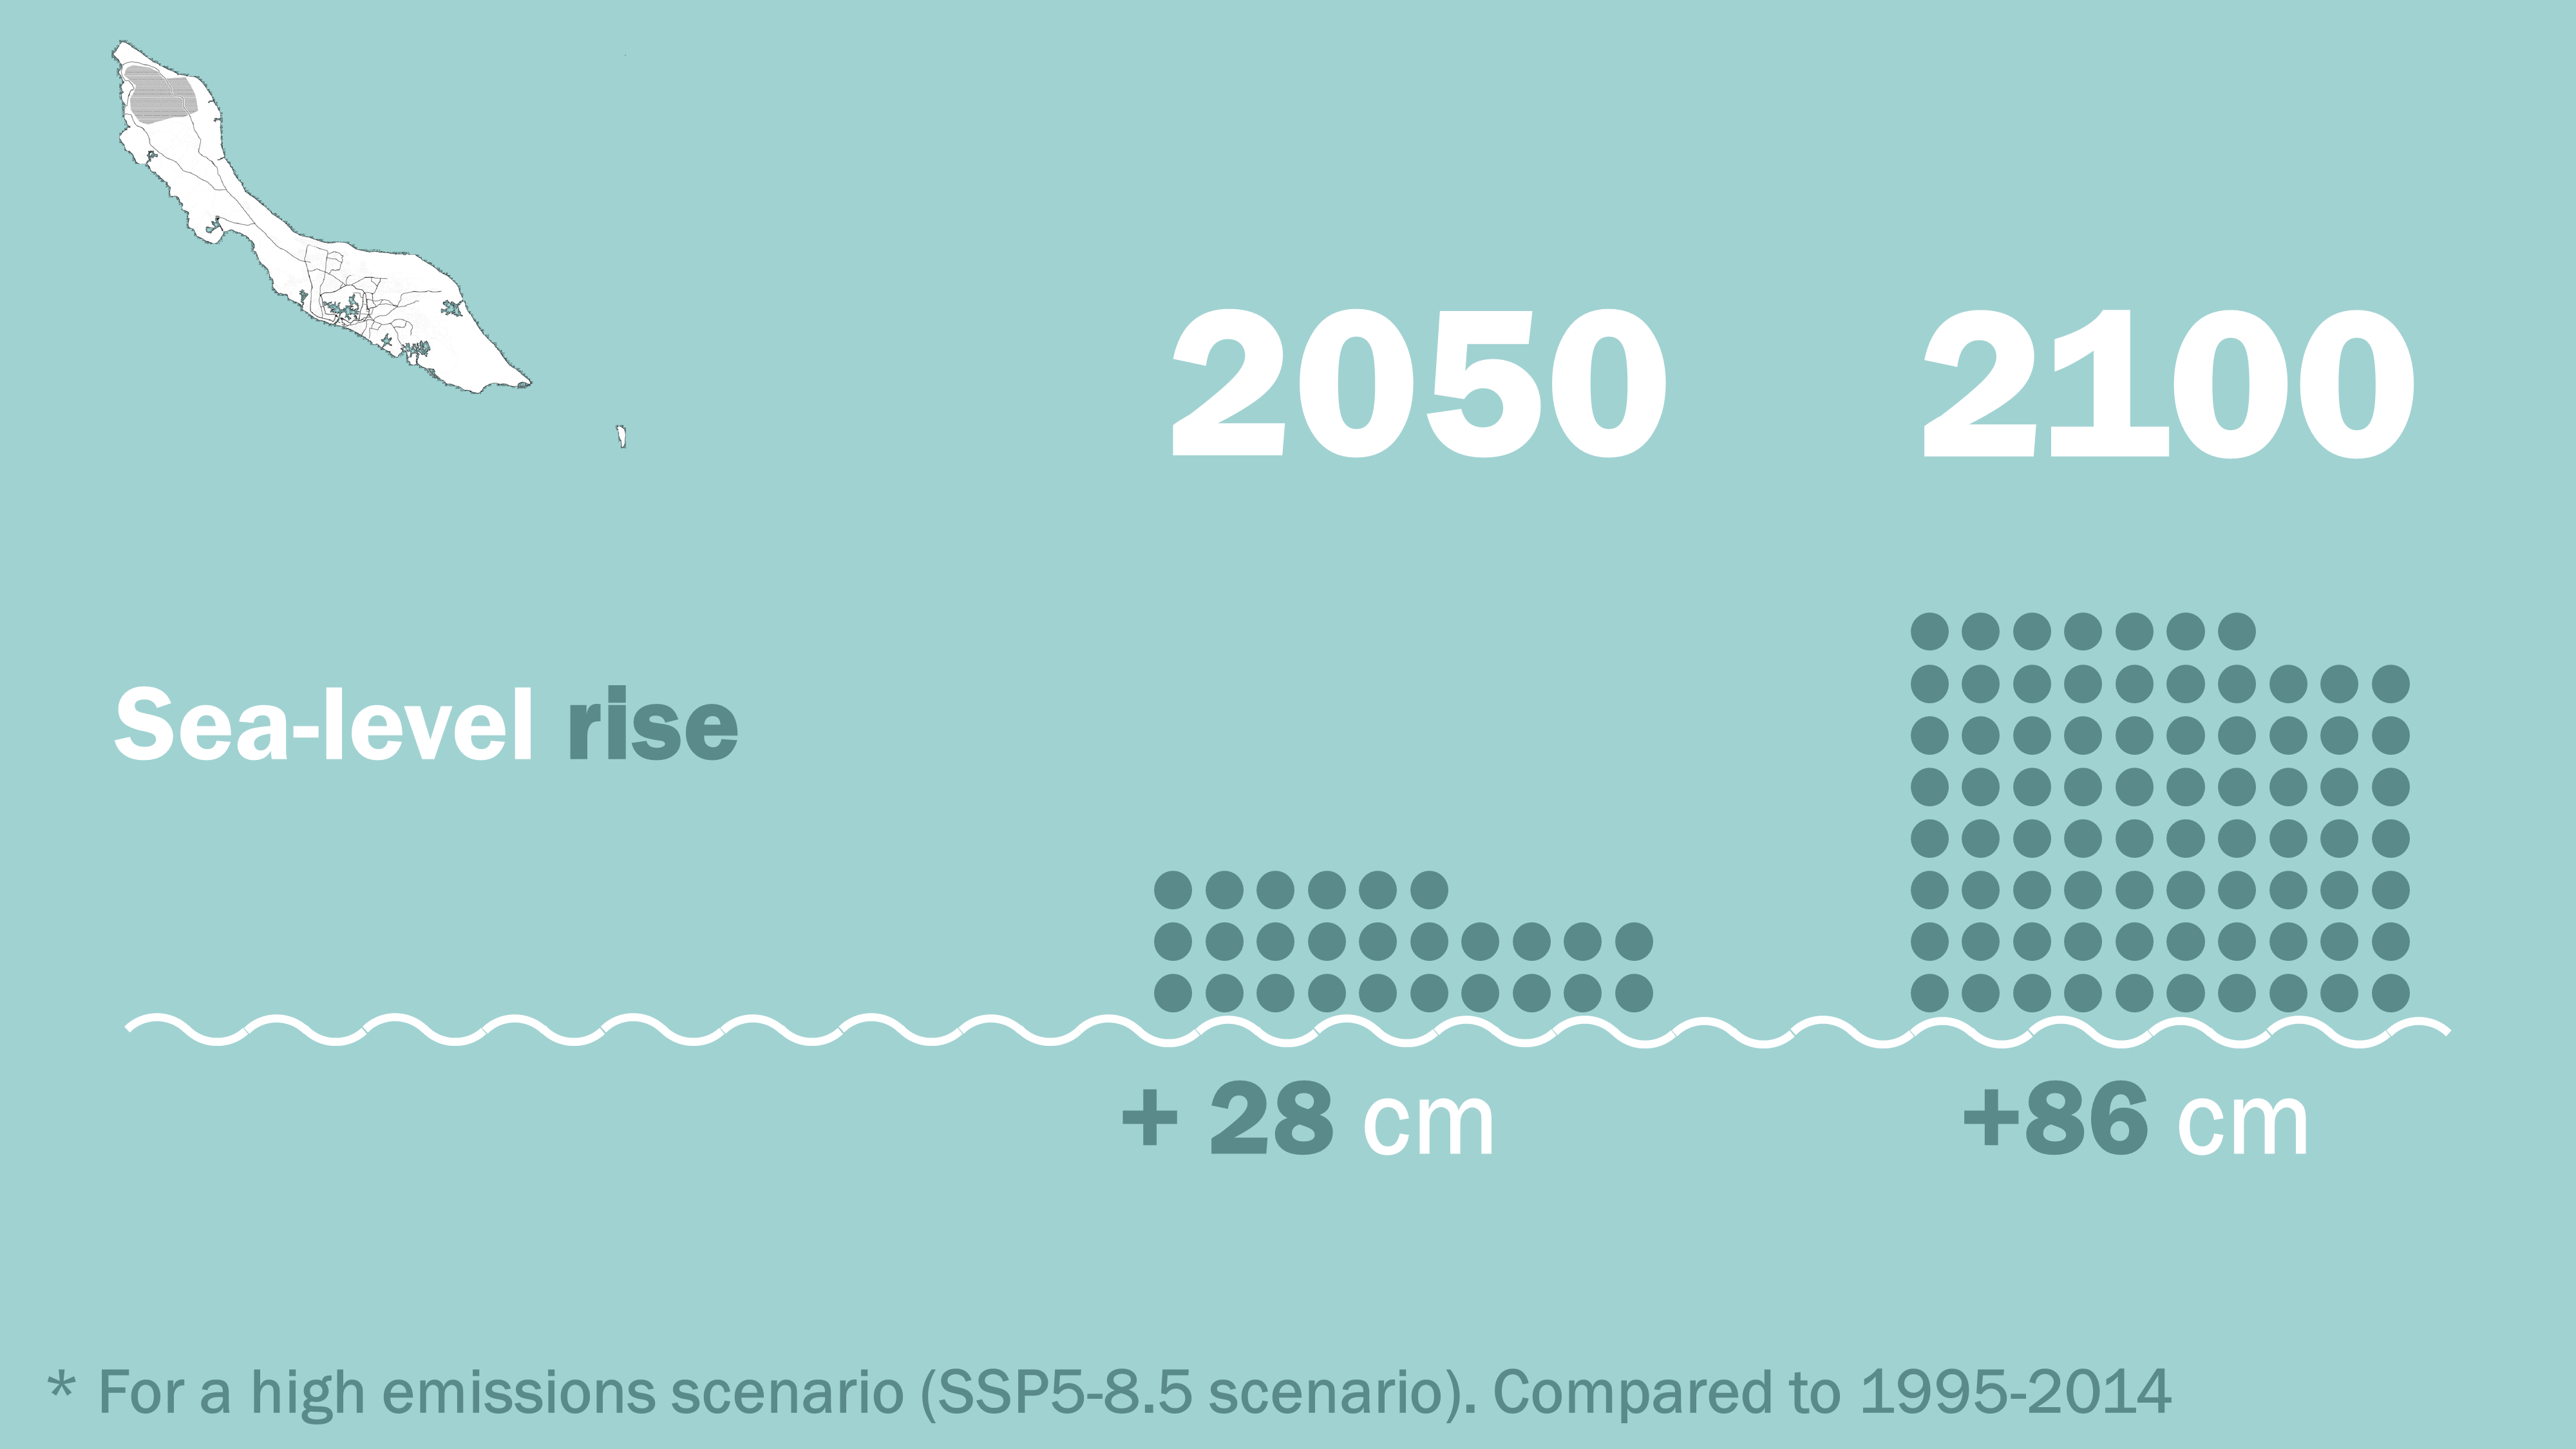 2050 2100
Sea-level rise
+ 28 cm +86 cm
* For a high emissions scenario (SSP5-8.5 scenario). Compared to 1995-2014